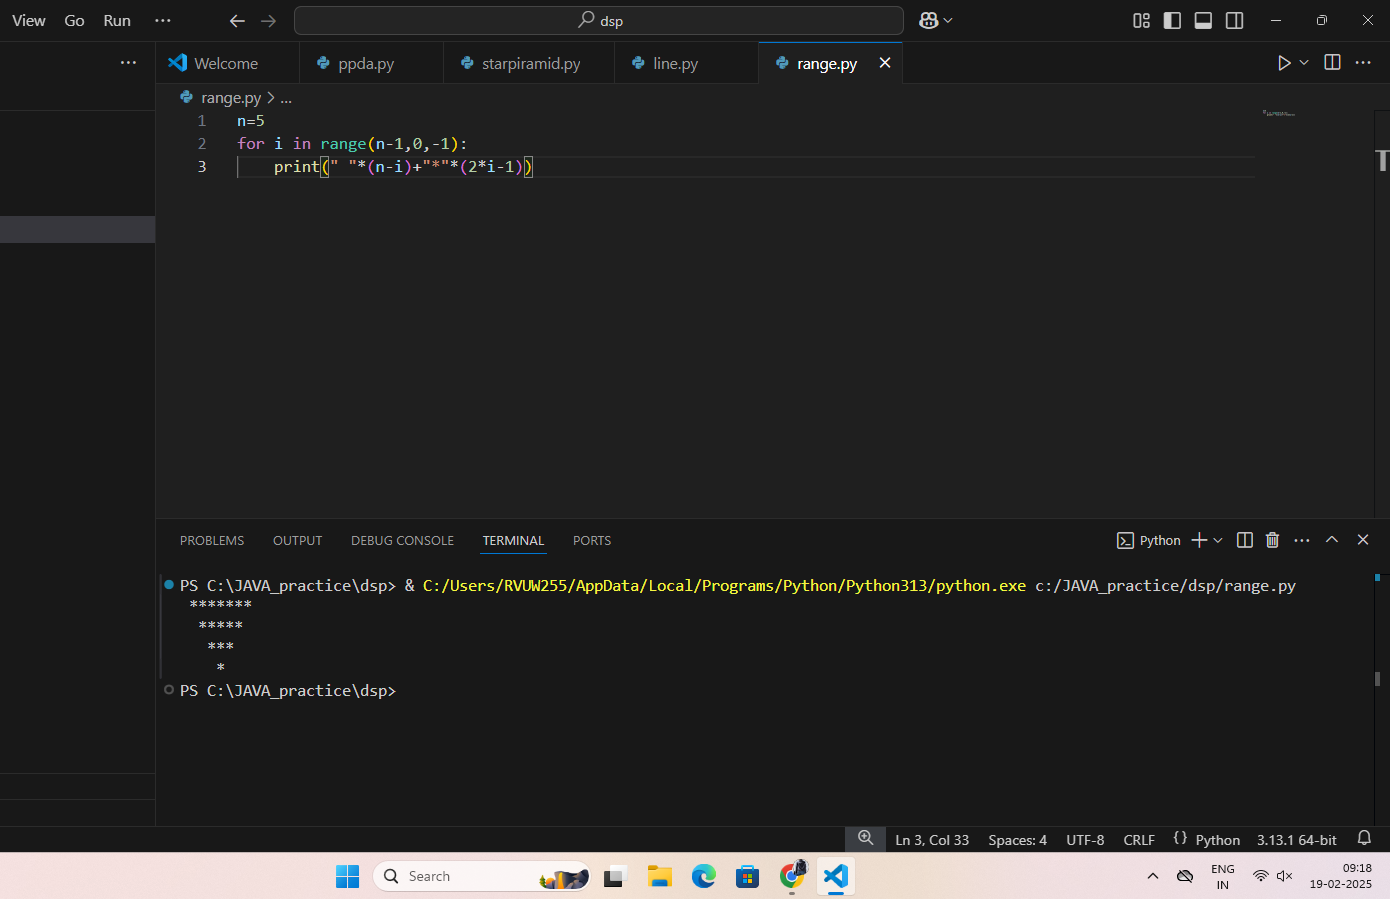 View Go Run ... dsp
Welcome ppda.py starpiramid.py line.py range.py
range.py > ...
1 n=5
2 for i in range(n-1,0,-1):
3     print(" "*(n-i)+"*"*(2*i-1))
PROBLEMS OUTPUT DEBUG CONSOLE TERMINAL PORTS Python
PS C:\JAVA_practice\dsp> & C:/Users/RVUW255/AppData/Local/Programs/Python/Python313/python.exe c:/JAVA_practice/dsp/range.py
 *******
  *****
   ***
    *
PS C:\JAVA_practice\dsp>
Ln 3, Col 33 Spaces: 4 UTF-8 CRLF {} Python 3.13.1 64-bit
Search ENG 09:18
IN 19-02-2025